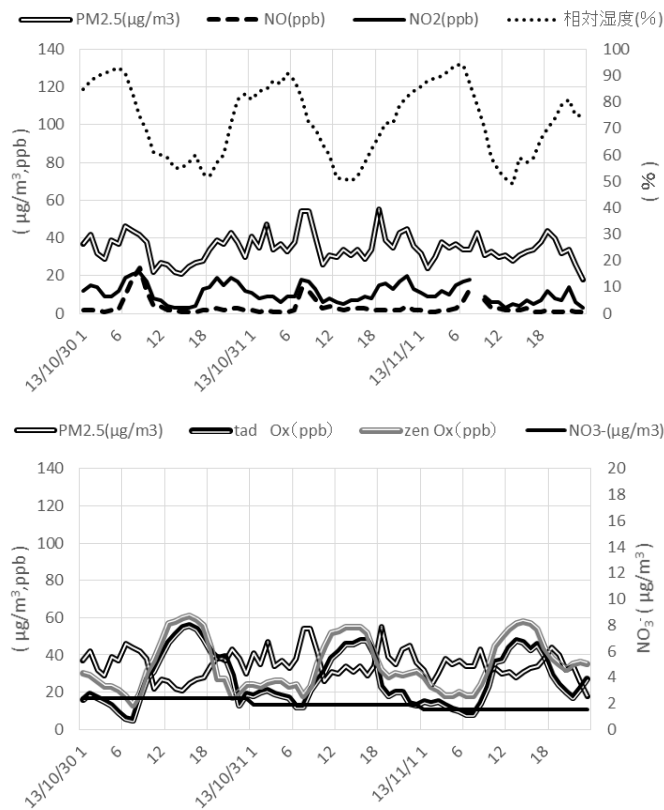 PM2.5(μg/m3) NO(ppb) NO2(ppb) 相対湿度(%)
140 100
120 90
100 80
80 70
60 60
40 50
20 40
0 30
20
10
0
( μg/m³,ppb )
( % )
13/10/30 1 6 12 18 13/10/31 1 6 12 18 13/11/1 1 6 12 18
PM2.5(μg/m3) tad Ox(ppb) zen Ox(ppb) NO3-(μg/m3)
140 20
120 18
100 16
80 14
60 12
40 10
20 8
0 6
4
2
0
( μg/m³,ppb )
NO₃⁻( μg/m³ )
13/10/30 1 6 12 18 13/10/31 1 6 12 18 13/11/1 1 6 12 18